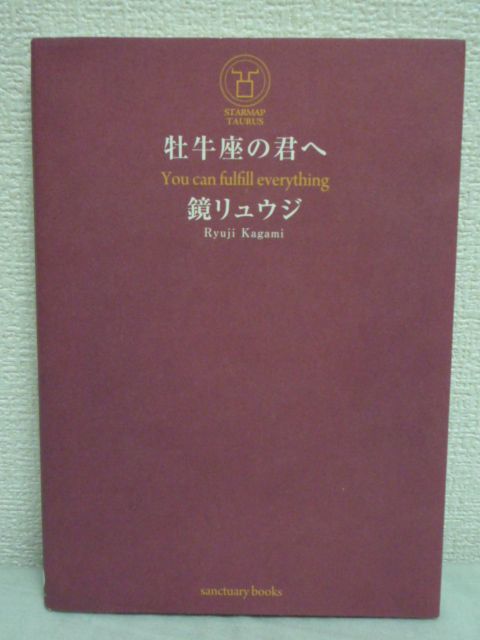 STARMAP
TAURUS
牡牛座の君へ
You can fulfill everything
鏡リュウジ
Ryuji Kagami
sanctuary books